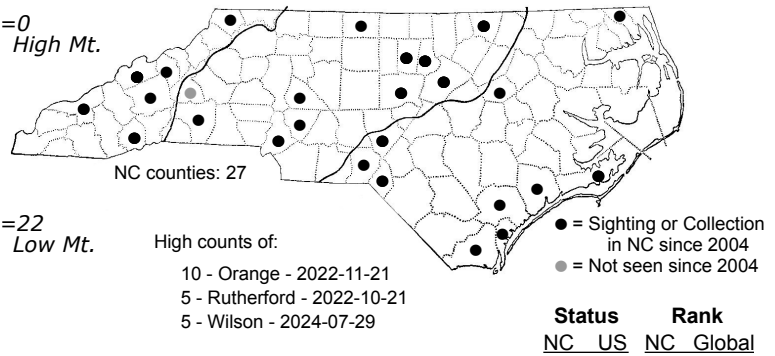 =0
High Mt.
NC counties: 27
=22
Low Mt.
High counts of:
10 - Orange - 2022-11-21
5 - Rutherford - 2022-10-21
5 - Wilson - 2024-07-29
= Sighting or Collection
in NC since 2004
= Not seen since 2004
Status Rank
NC US NC Global